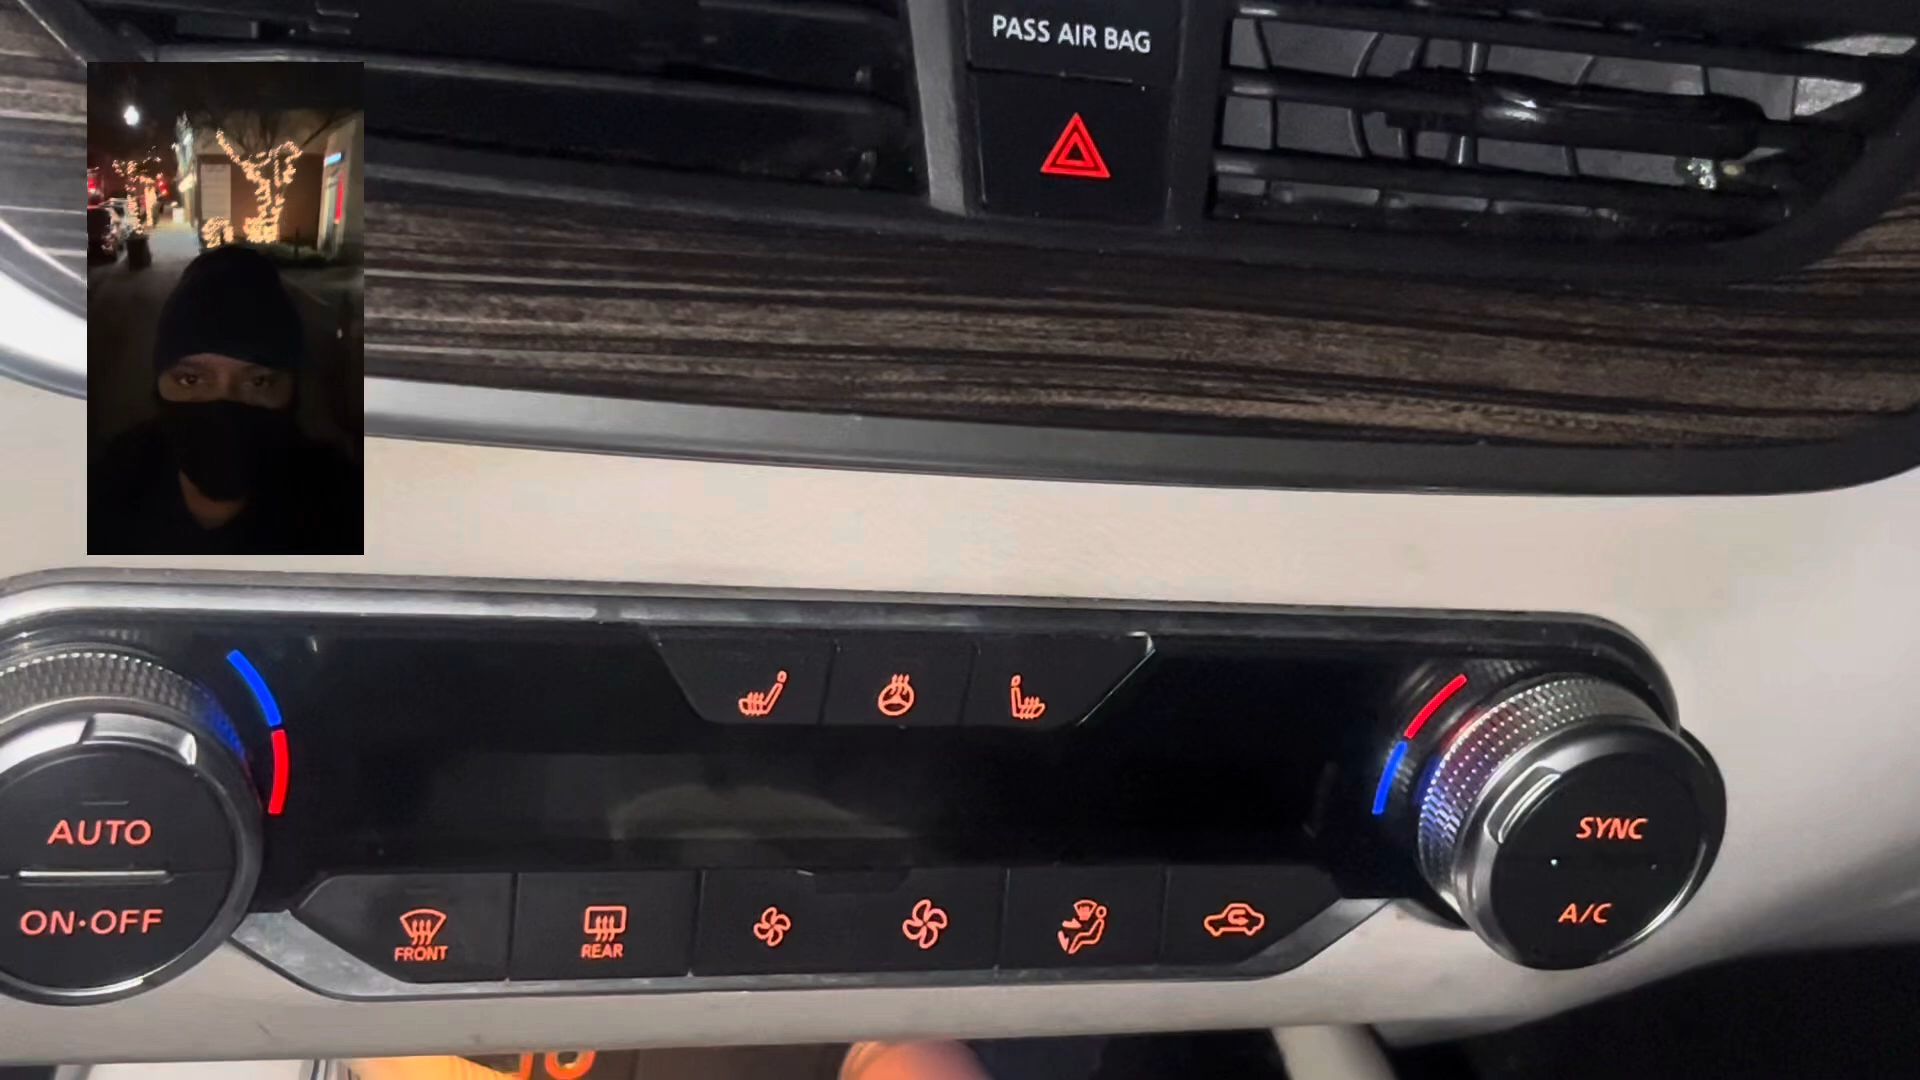 PASS AIR BAG
AUTO
ON·OFF
FRONT
REAR
SYNC
A/C